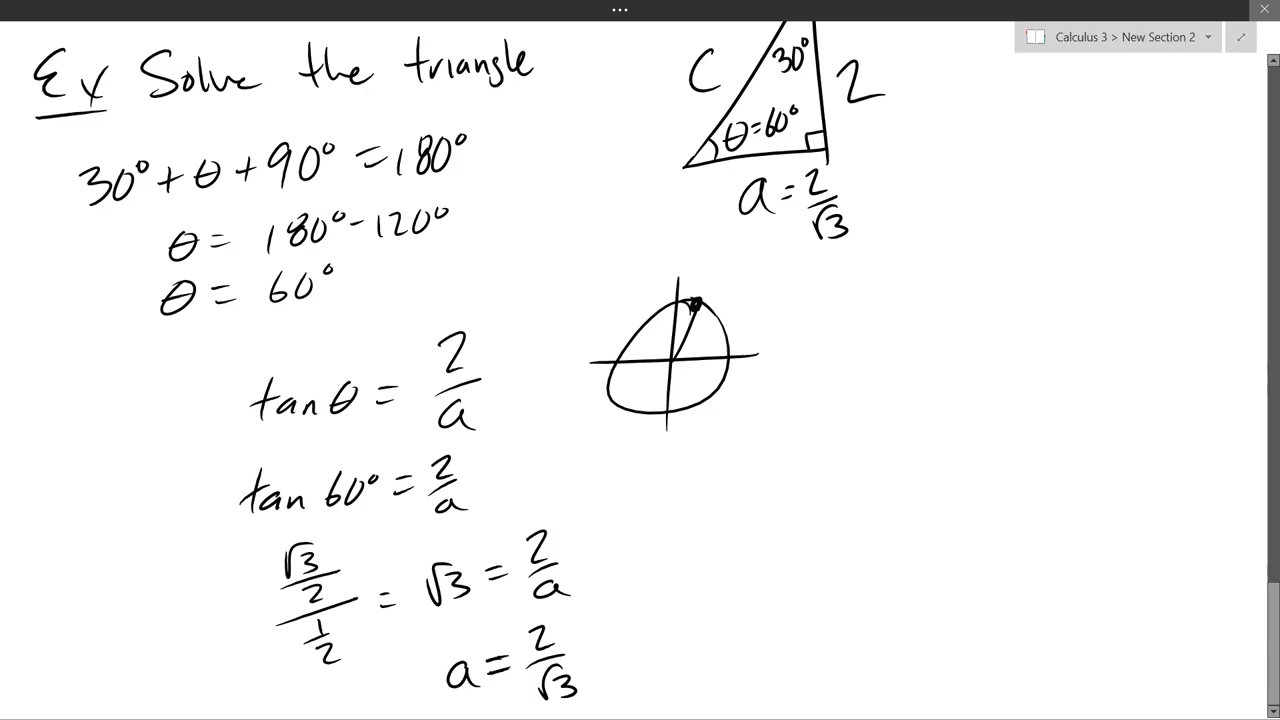 Calculus 3 > New Section 2
Ex Solve the triangle
30° + θ + 90° = 180°
θ = 180° - 120°
θ = 60°
tan θ = 2/a
tan 60° = 2/a
(√3/2)/(1/2) = √3 = 2/a
a = 2/√3
C
30°
2
θ = 60°
a = 2/√3